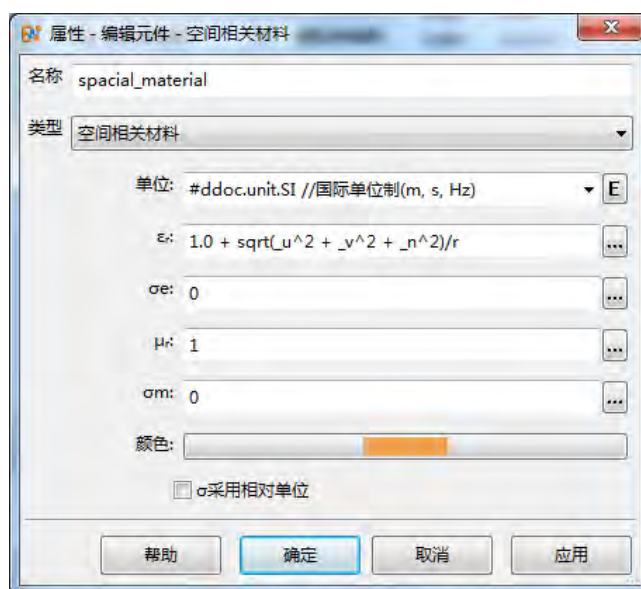 属性 - 编辑元件 - 空间相关材料
名称 spacial_material
类型 空间相关材料
单位: #ddoc.unit.SI //国际单位制(m, s, Hz) E
εr: 1.0 + sqrt(_u^2 + _v^2 + _n^2)/r ...
σe: 0 ...
μr: 1 ...
σm: 0 ...
颜色:
σ采用相对单位
帮助 确定 取消 应用